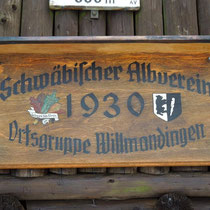 Schwäbischer Albverein
1930
Ortsgruppe Willmandingen